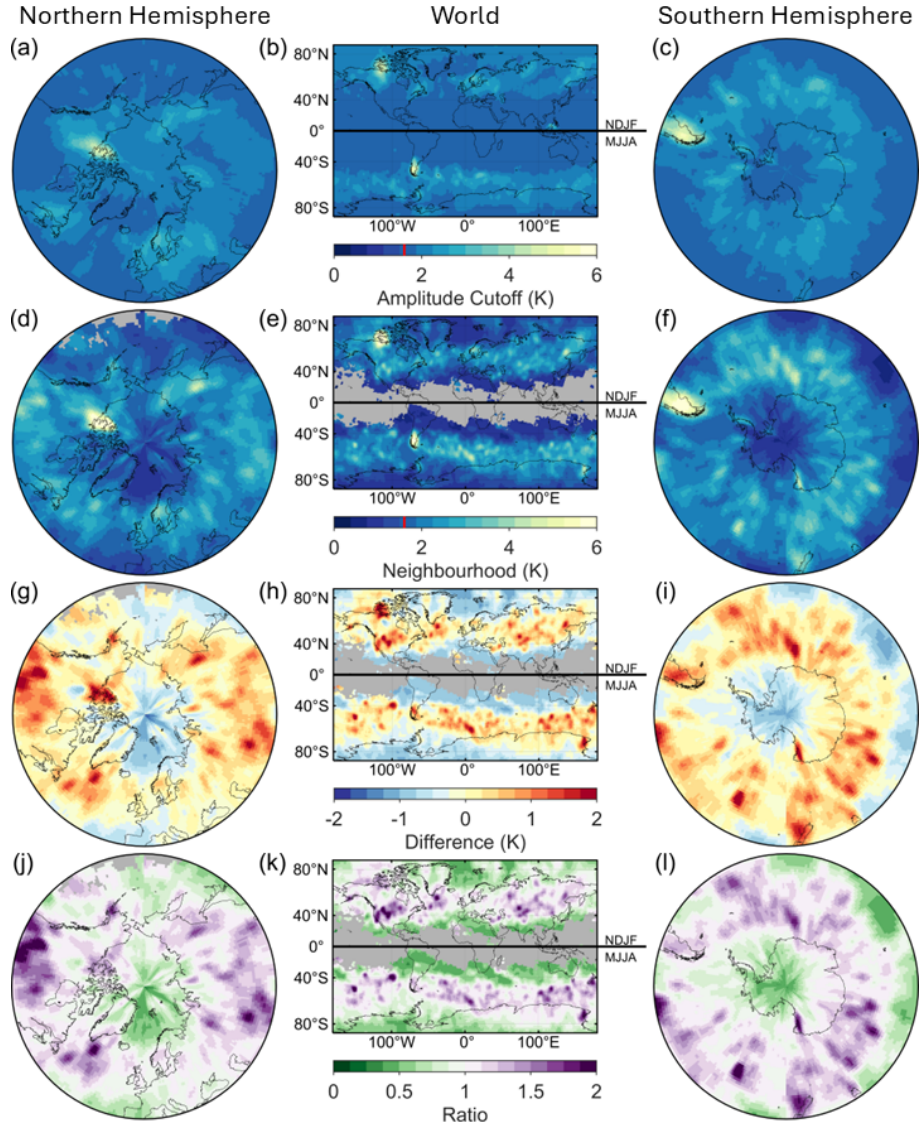 Northern Hemisphere World Southern Hemisphere
(a) (b) (c)
80°N
40°N
0° NDJF
MJJA
40°S
80°S
100°W 0° 100°E
0 2 4 6
Amplitude Cutoff (K)
(d) (e) (f)
80°N
40°N
0° NDJF
MJJA
40°S
80°S
100°W 0° 100°E
0 2 4 6
Neighbourhood (K)
(g) (h) (i)
80°N
40°N
0° NDJF
MJJA
40°S
80°S
100°W 0° 100°E
-2 -1 0 1 2
Difference (K)
(j) (k) (l)
80°N
40°N
0° NDJF
MJJA
40°S
80°S
100°W 0° 100°E
0 0.5 1 1.5 2
Ratio